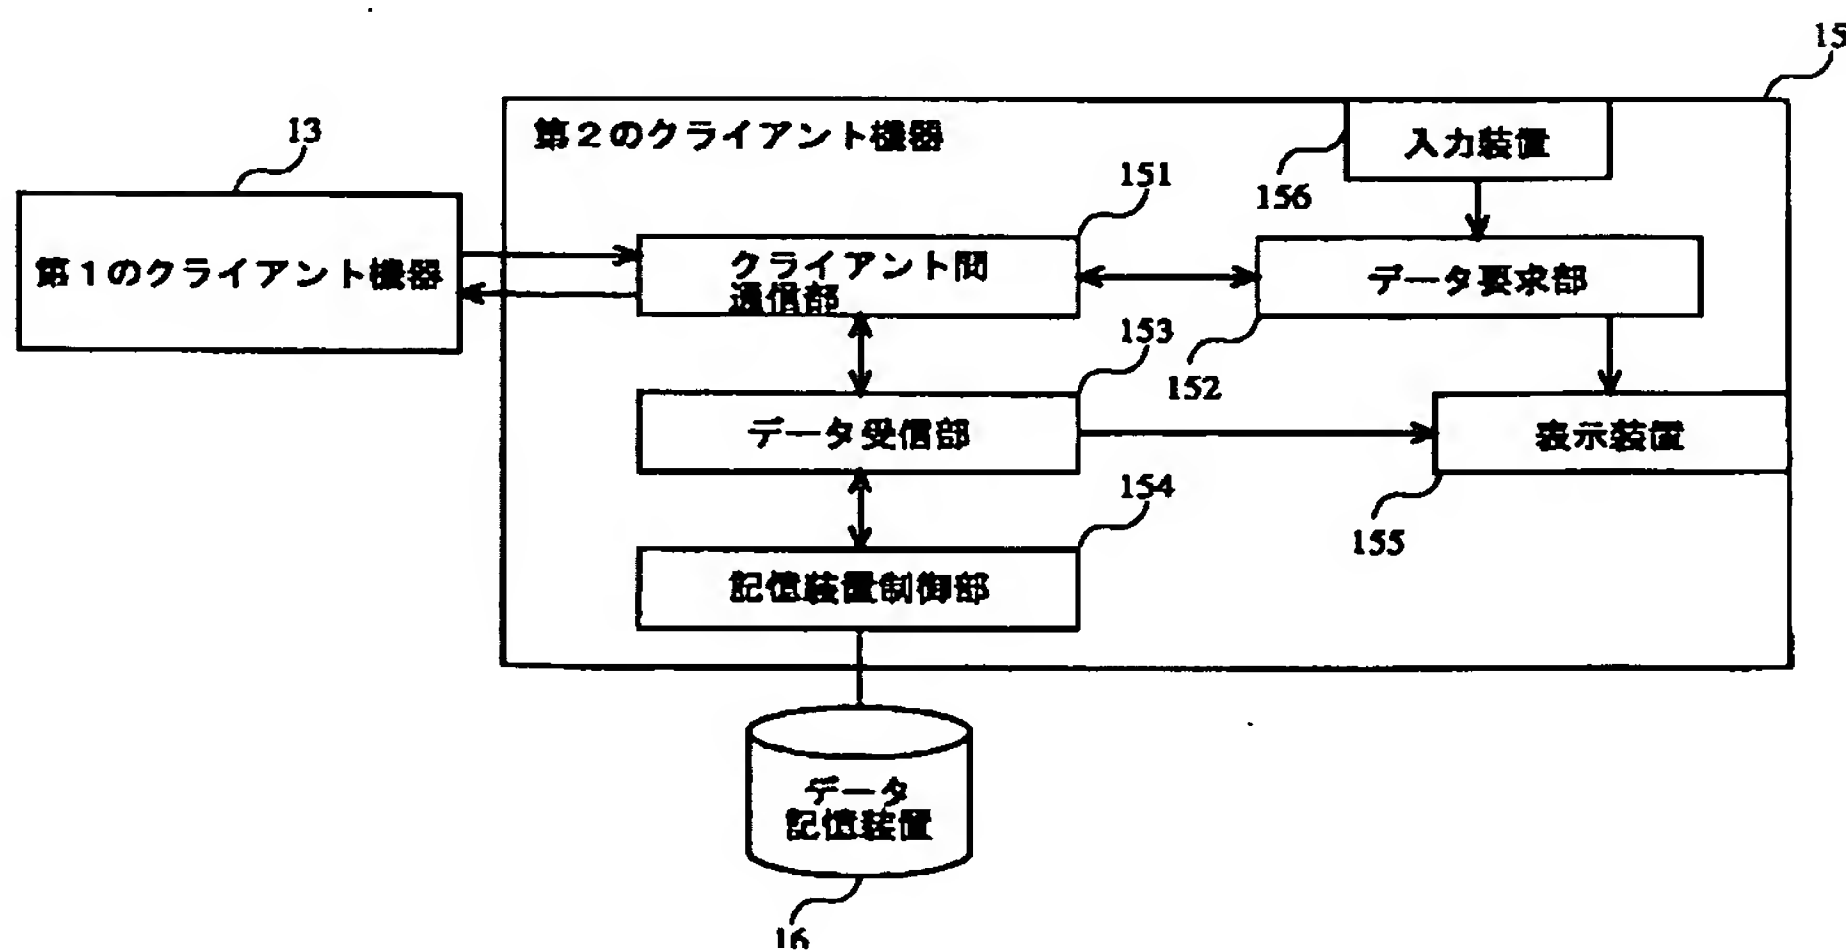 15
第２のクライアント機器
入力装置
13
156
151
第１のクライアント機器
クライアント間
通信部
データ要求部
153
152
データ受信部
表示装置
154
155
記憶装置制御部
データ
記憶装置
16